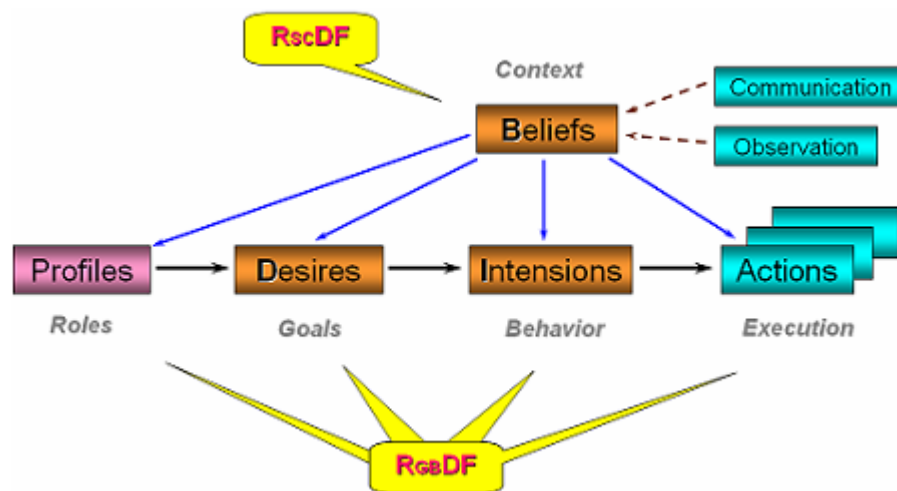 RscDF
Context
Communication
Beliefs
Observation
Profiles
Desires
Intensions
Actions
Roles
Goals
Behavior
Execution
RGBDF